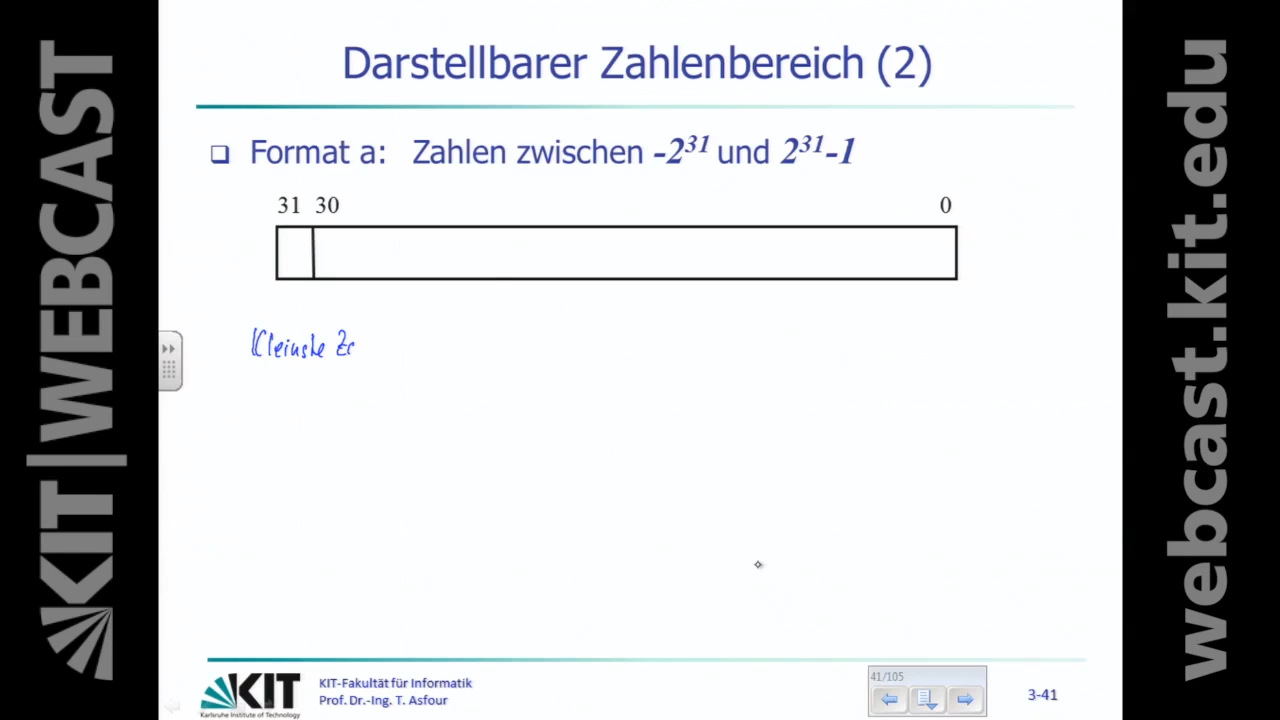 KIT|WEBCAST
Darstellbarer Zahlenbereich (2)
Format a: Zahlen zwischen -2³¹ und 2³¹-1
31 30 0
Kleinste
KIT
Karlsruhe Institute of Technology
KIT-Fakultät für Informatik
Prof. Dr.-Ing. T. Asfour
41/105
3-41
webcast.kit.edu